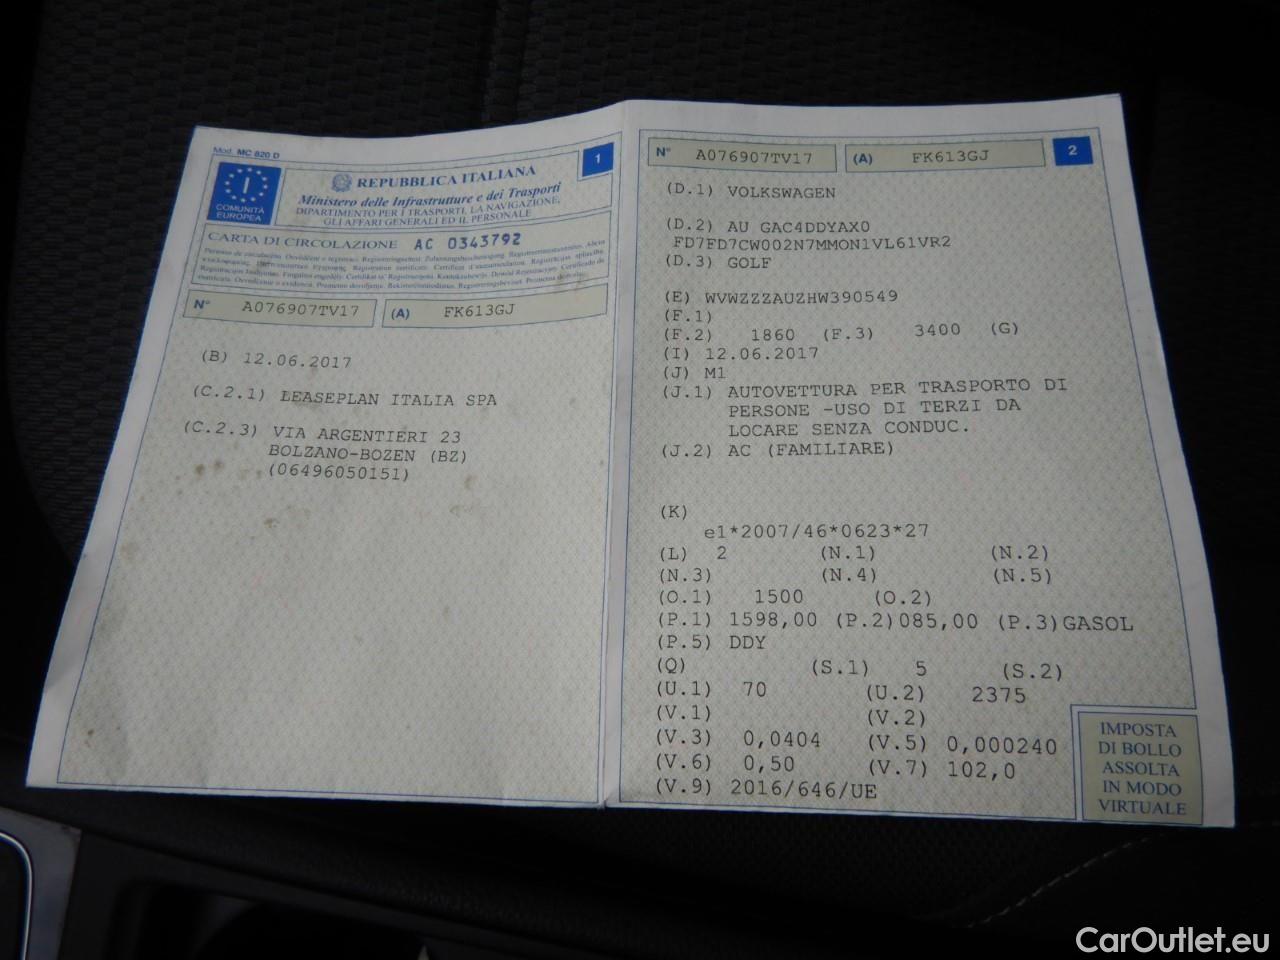 Mod. MC 820 D
1
I
COMUNITÀ
EUROPEA
REPUBBLICA ITALIANA
Ministero delle Infrastrutture e dei Trasporti
DIPARTIMENTO PER I TRASPORTI, LA NAVIGAZIONE,
GLI AFFARI GENERALI ED IL PERSONALE
CARTA DI CIRCOLAZIONE AC 0343792
N° A076907TV17 (A) FK613GJ
(B) 12.06.2017
(C.2.1) LEASEPLAN ITALIA SPA
(C.2.3) VIA ARGENTIERI 23
BOLZANO-BOZEN (BZ)
(06496050151)
N° A076907TV17 (A) FK613GJ 2
(D.1) VOLKSWAGEN
(D.2) AU GAC4DDYAX0
FD7FD7CW002N7MMON1VL61VR2
(D.3) GOLF
(E) WVWZZZAUZHW390549
(F.1)
(F.2) 1860 (F.3) 3400 (G)
(I) 12.06.2017
(J) M1
(J.1) AUTOVETTURA PER TRASPORTO DI
PERSONE -USO DI TERZI DA
LOCARE SENZA CONDUC.
(J.2) AC (FAMILIARE)
(K)
e1*2007/46*0623*27
(L) 2 (N.1) (N.2)
(N.3) (N.4) (N.5)
(O.1) 1500 (O.2)
(P.1) 1598,00 (P.2)085,00 (P.3)GASOL
(P.5) DDY
(Q) (S.1) 5 (S.2)
(U.1) 70 (U.2) 2375
(V.1) (V.2)
(V.3) 0,0404 (V.5) 0,000240
(V.6) 0,50 (V.7) 102,0
(V.9) 2016/646/UE
IMPOSTA
DI BOLLO
ASSOLTA
IN MODO
VIRTUALE
CarOutlet.eu